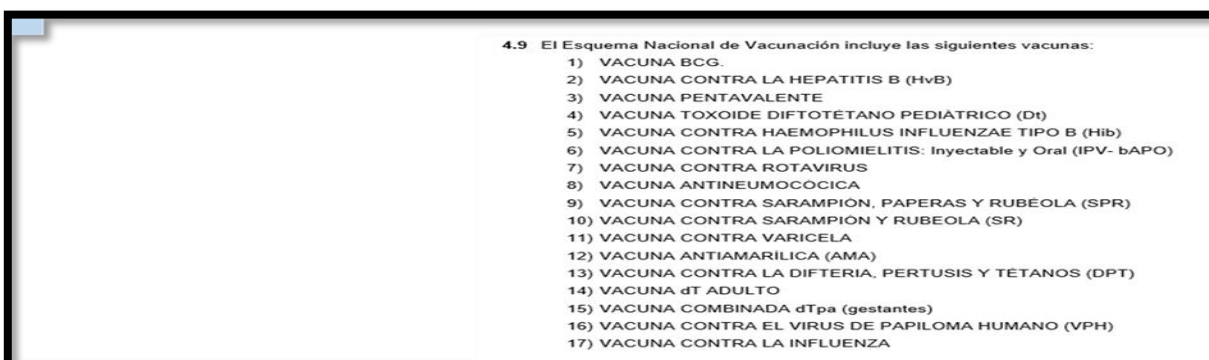 4.9 El Esquema Nacional de Vacunación incluye las siguientes vacunas:
1) VACUNA BCG.
2) VACUNA CONTRA LA HEPATITIS B (HvB)
3) VACUNA PENTAVALENTE
4) VACUNA TOXOIDE DIFTOTÉTANO PEDIÁTRICO (Dt)
5) VACUNA CONTRA HAEMOPHILUS INFLUENZAE TIPO B (Hib)
6) VACUNA CONTRA LA POLIOMIELITIS: Inyectable y Oral (IPV- bAPO)
7) VACUNA CONTRA ROTAVIRUS
8) VACUNA ANTINEUMOCÓCICA
9) VACUNA CONTRA SARAMPIÓN, PAPERAS Y RUBÉOLA (SPR)
10) VACUNA CONTRA SARAMPIÓN Y RUBEOLA (SR)
11) VACUNA CONTRA VARICELA
12) VACUNA ANTIAMARÍLICA (AMA)
13) VACUNA CONTRA LA DIFTERIA, PERTUSIS Y TÉTANOS (DPT)
14) VACUNA dT ADULTO
15) VACUNA COMBINADA dTpa (gestantes)
16) VACUNA CONTRA EL VIRUS DE PAPILOMA HUMANO (VPH)
17) VACUNA CONTRA LA INFLUENZA